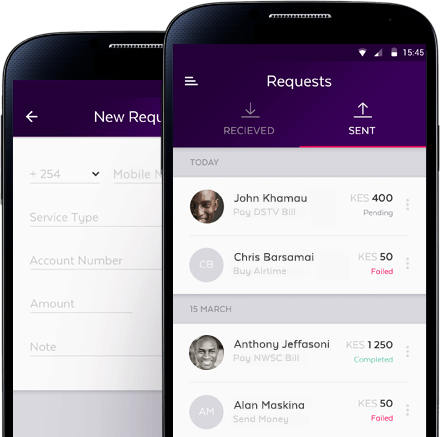 New Requ
+ 254
Mobile N
Service Type
Account Number
Amount
Note
15:45
Requests
RECIEVED
SENT
TODAY
John Khamau
KES 400
Pay DSTV Bill
Pending
CB
Chris Barsamai
KES 50
Buy Airtime
Failed
15 MARCH
Anthony Jeffasoni
KES 1 250
Pay NWSC Bill
Completed
AM
Alan Maskina
KES 50
Send Money
Failed